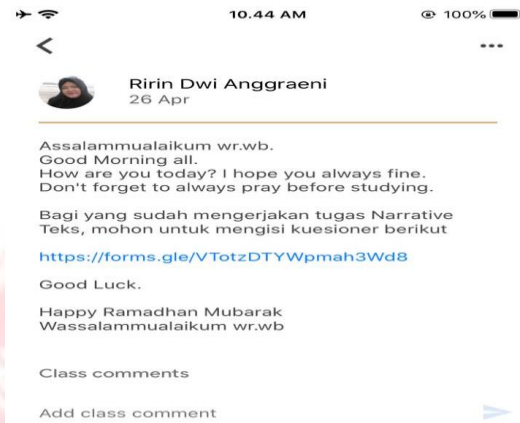 10.44 AM
100%
Ririn Dwi Anggraeni
26 Apr
Assalammualaikum wr.wb.
Good Morning all.
How are you today? I hope you always fine.
Don't forget to always pray before studying.
Bagi yang sudah mengerjakan tugas Narrative
Teks, mohon untuk mengisi kuesioner berikut
https://forms.gle/VTotzDTYWpmah3Wd8
Good Luck.
Happy Ramadhan Mubarak
Wassalammualaikum wr.wb
Class comments
Add class comment